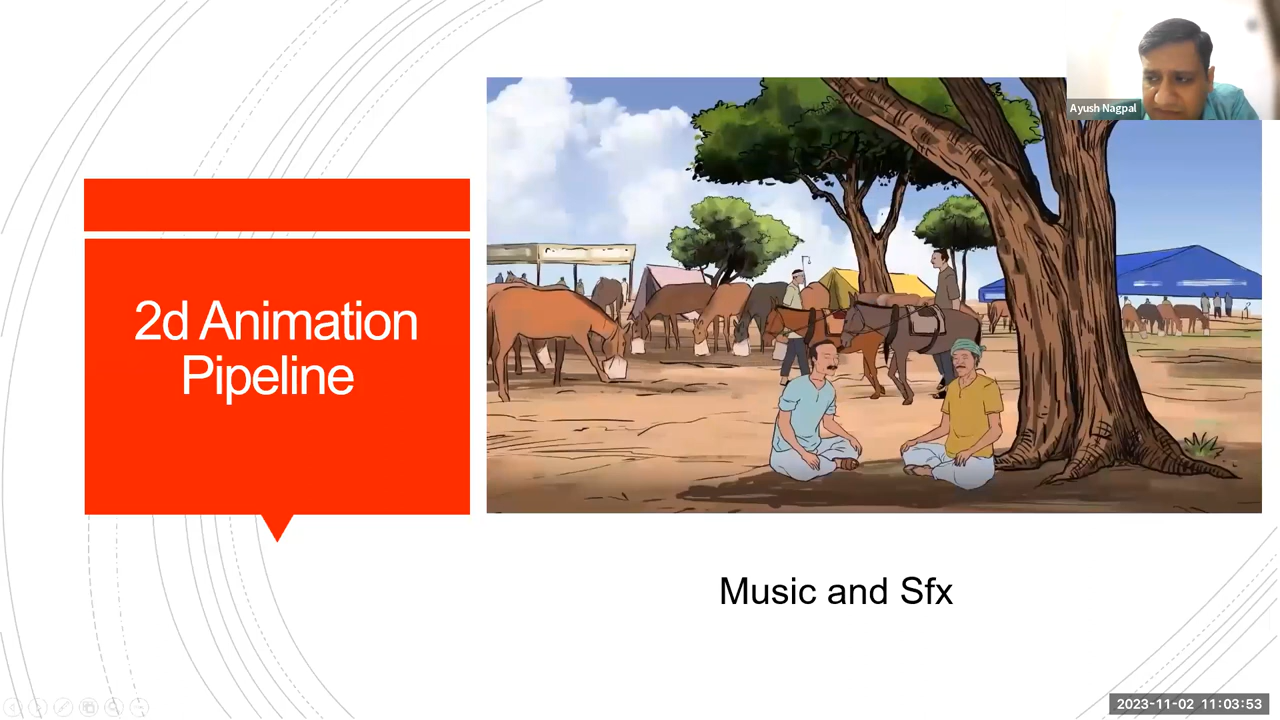 Ayush Nagpal
2d Animation
Pipeline
Music and Sfx
2023-11-02 11:03:53